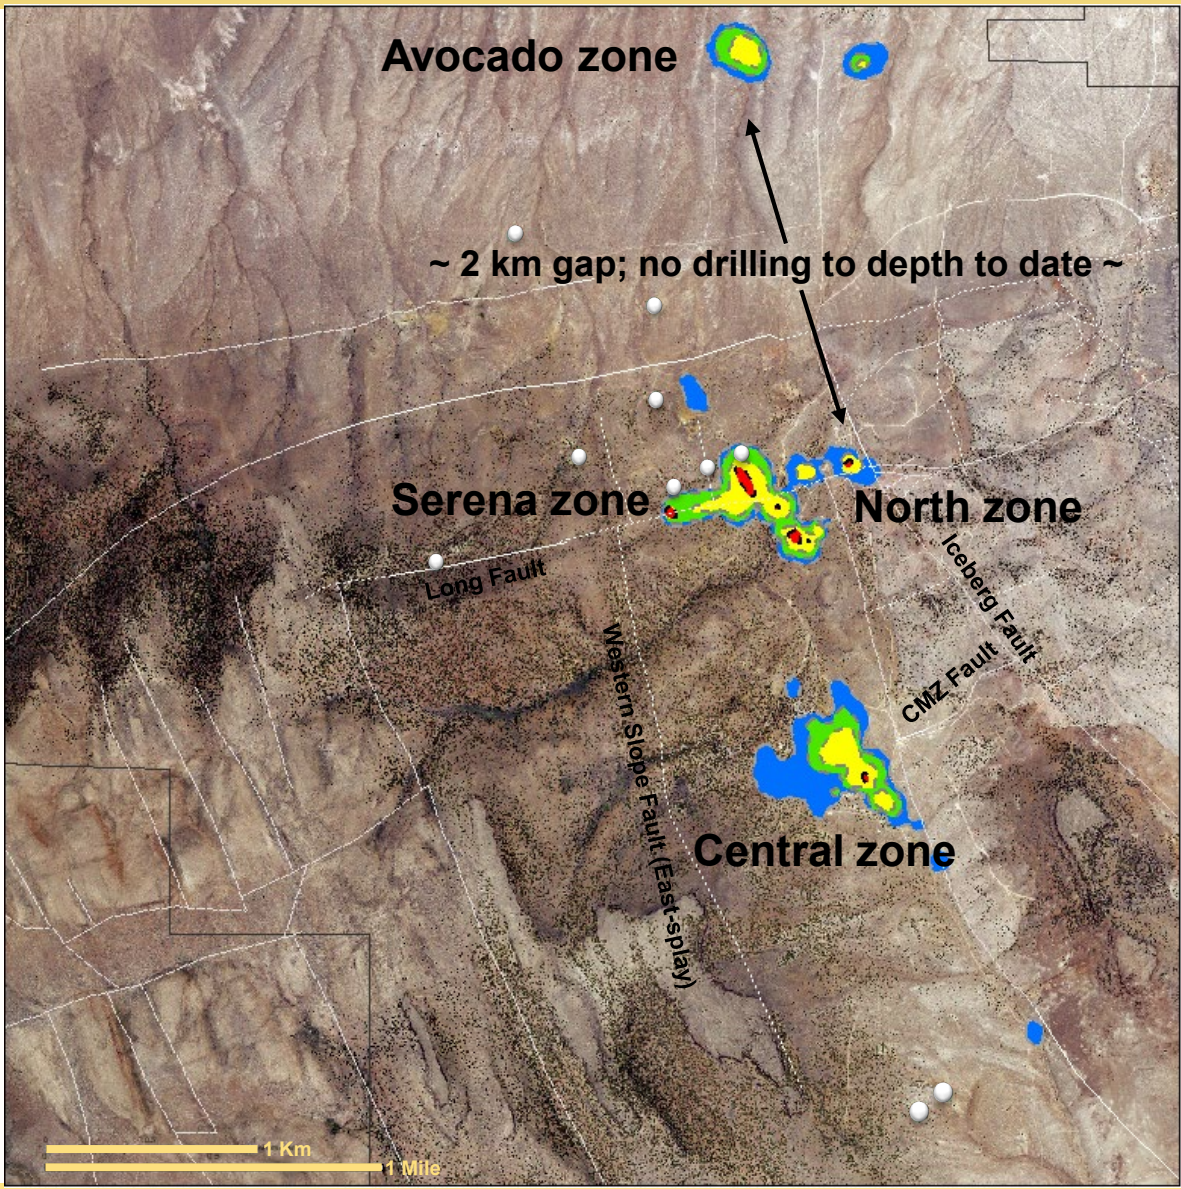 Avocado zone
~ 2 km gap; no drilling to depth to date ~
Serena zone
North zone
Long Fault
Iceberg Fault
CMZ Fault
Western Slope Fault (East-splay)
Central zone
1 Km
1 Mile